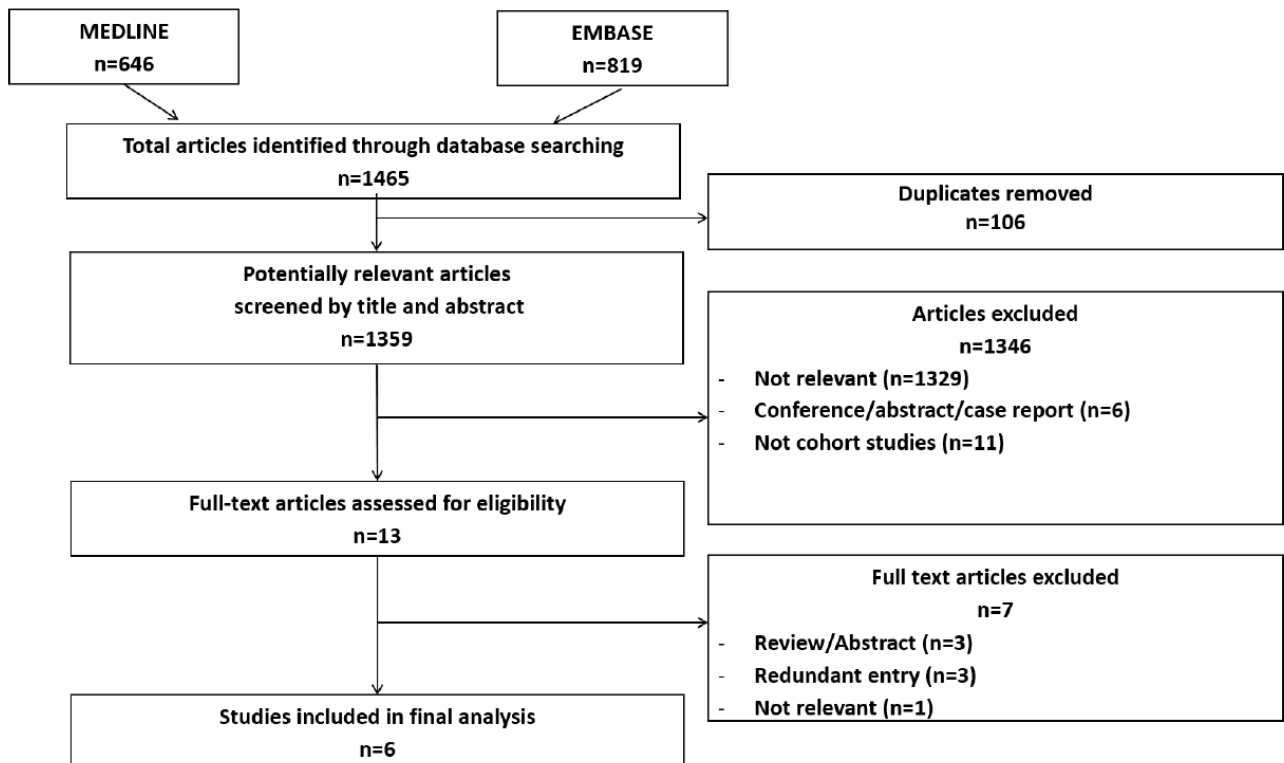 MEDLINE
n=646
EMBASE
n=819
Total articles identified through database searching
n=1465
Duplicates removed
n=106
Potentially relevant articles
screened by title and abstract
n=1359
Articles excluded
n=1346
- Not relevant (n=1329)
- Conference/abstract/case report (n=6)
- Not cohort studies (n=11)
Full-text articles assessed for eligibility
n=13
Full text articles excluded
n=7
- Review/Abstract (n=3)
- Redundant entry (n=3)
- Not relevant (n=1)
Studies included in final analysis
n=6